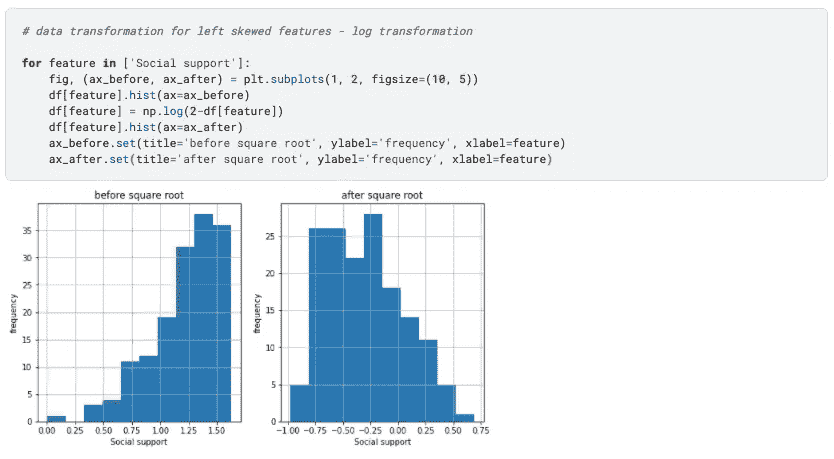 # data transformation for left skewed features - log transformation
for feature in ['Social support']:
    fig, (ax_before, ax_after) = plt.subplots(1, 2, figsize=(10, 5))
    df[feature].hist(ax=ax_before)
    df[feature] = np.log(2-df[feature])
    df[feature].hist(ax=ax_after)
    ax_before.set(title='before square root', ylabel='frequency', xlabel=feature)
    ax_after.set(title='after square root', ylabel='frequency', xlabel=feature)
before square root
35
30
25
20
15
10
5
0
frequency
0.00 0.25 0.50 0.75 1.00 1.25 1.50
Social support
after square root
25
20
15
10
5
0
frequency
−1.00 −0.75 −0.50 −0.25 0.00 0.25 0.50 0.75
Social support